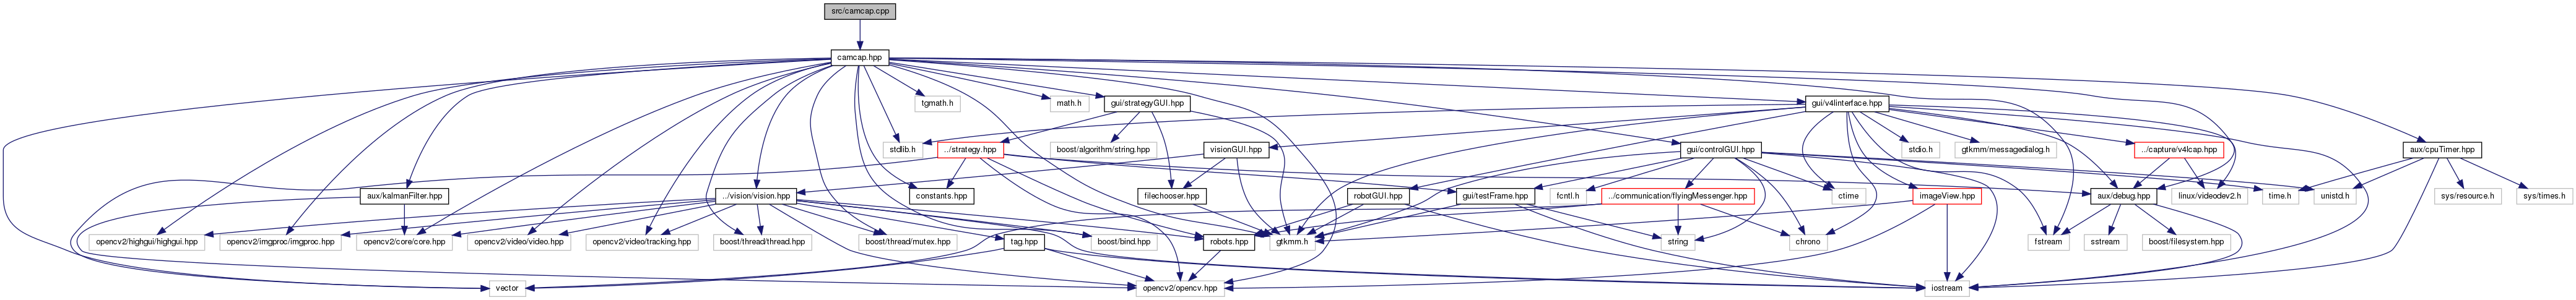 src/camcap.cpp
camcap.hpp
tgmath.h
math.h
gui/strategyGUI.hpp
gui/v4linterface.hpp
stdlib.h
../strategy.hpp
boost/algorithm/string.hpp
visionGUI.hpp
gui/controlGUI.hpp
stdio.h
gtkmm/messagedialog.h
../capture/v4lcap.hpp
aux/cpuTimer.hpp
aux/kalmanFilter.hpp
../vision/vision.hpp
constants.hpp
filechooser.hpp
robotGUI.hpp
gui/testFrame.hpp
fcntl.h
../communication/flyingMessenger.hpp
ctime
imageView.hpp
aux/debug.hpp
linux/videodev2.h
time.h
unistd.h
sys/resource.h
sys/times.h
opencv2/highgui/highgui.hpp
opencv2/imgproc/imgproc.hpp
opencv2/core/core.hpp
opencv2/video/video.hpp
opencv2/video/tracking.hpp
boost/thread/thread.hpp
boost/thread/mutex.hpp
tag.hpp
boost/bind.hpp
robots.hpp
gtkmm.h
string
chrono
fstream
sstream
boost/filesystem.hpp
vector
opencv2/opencv.hpp
iostream